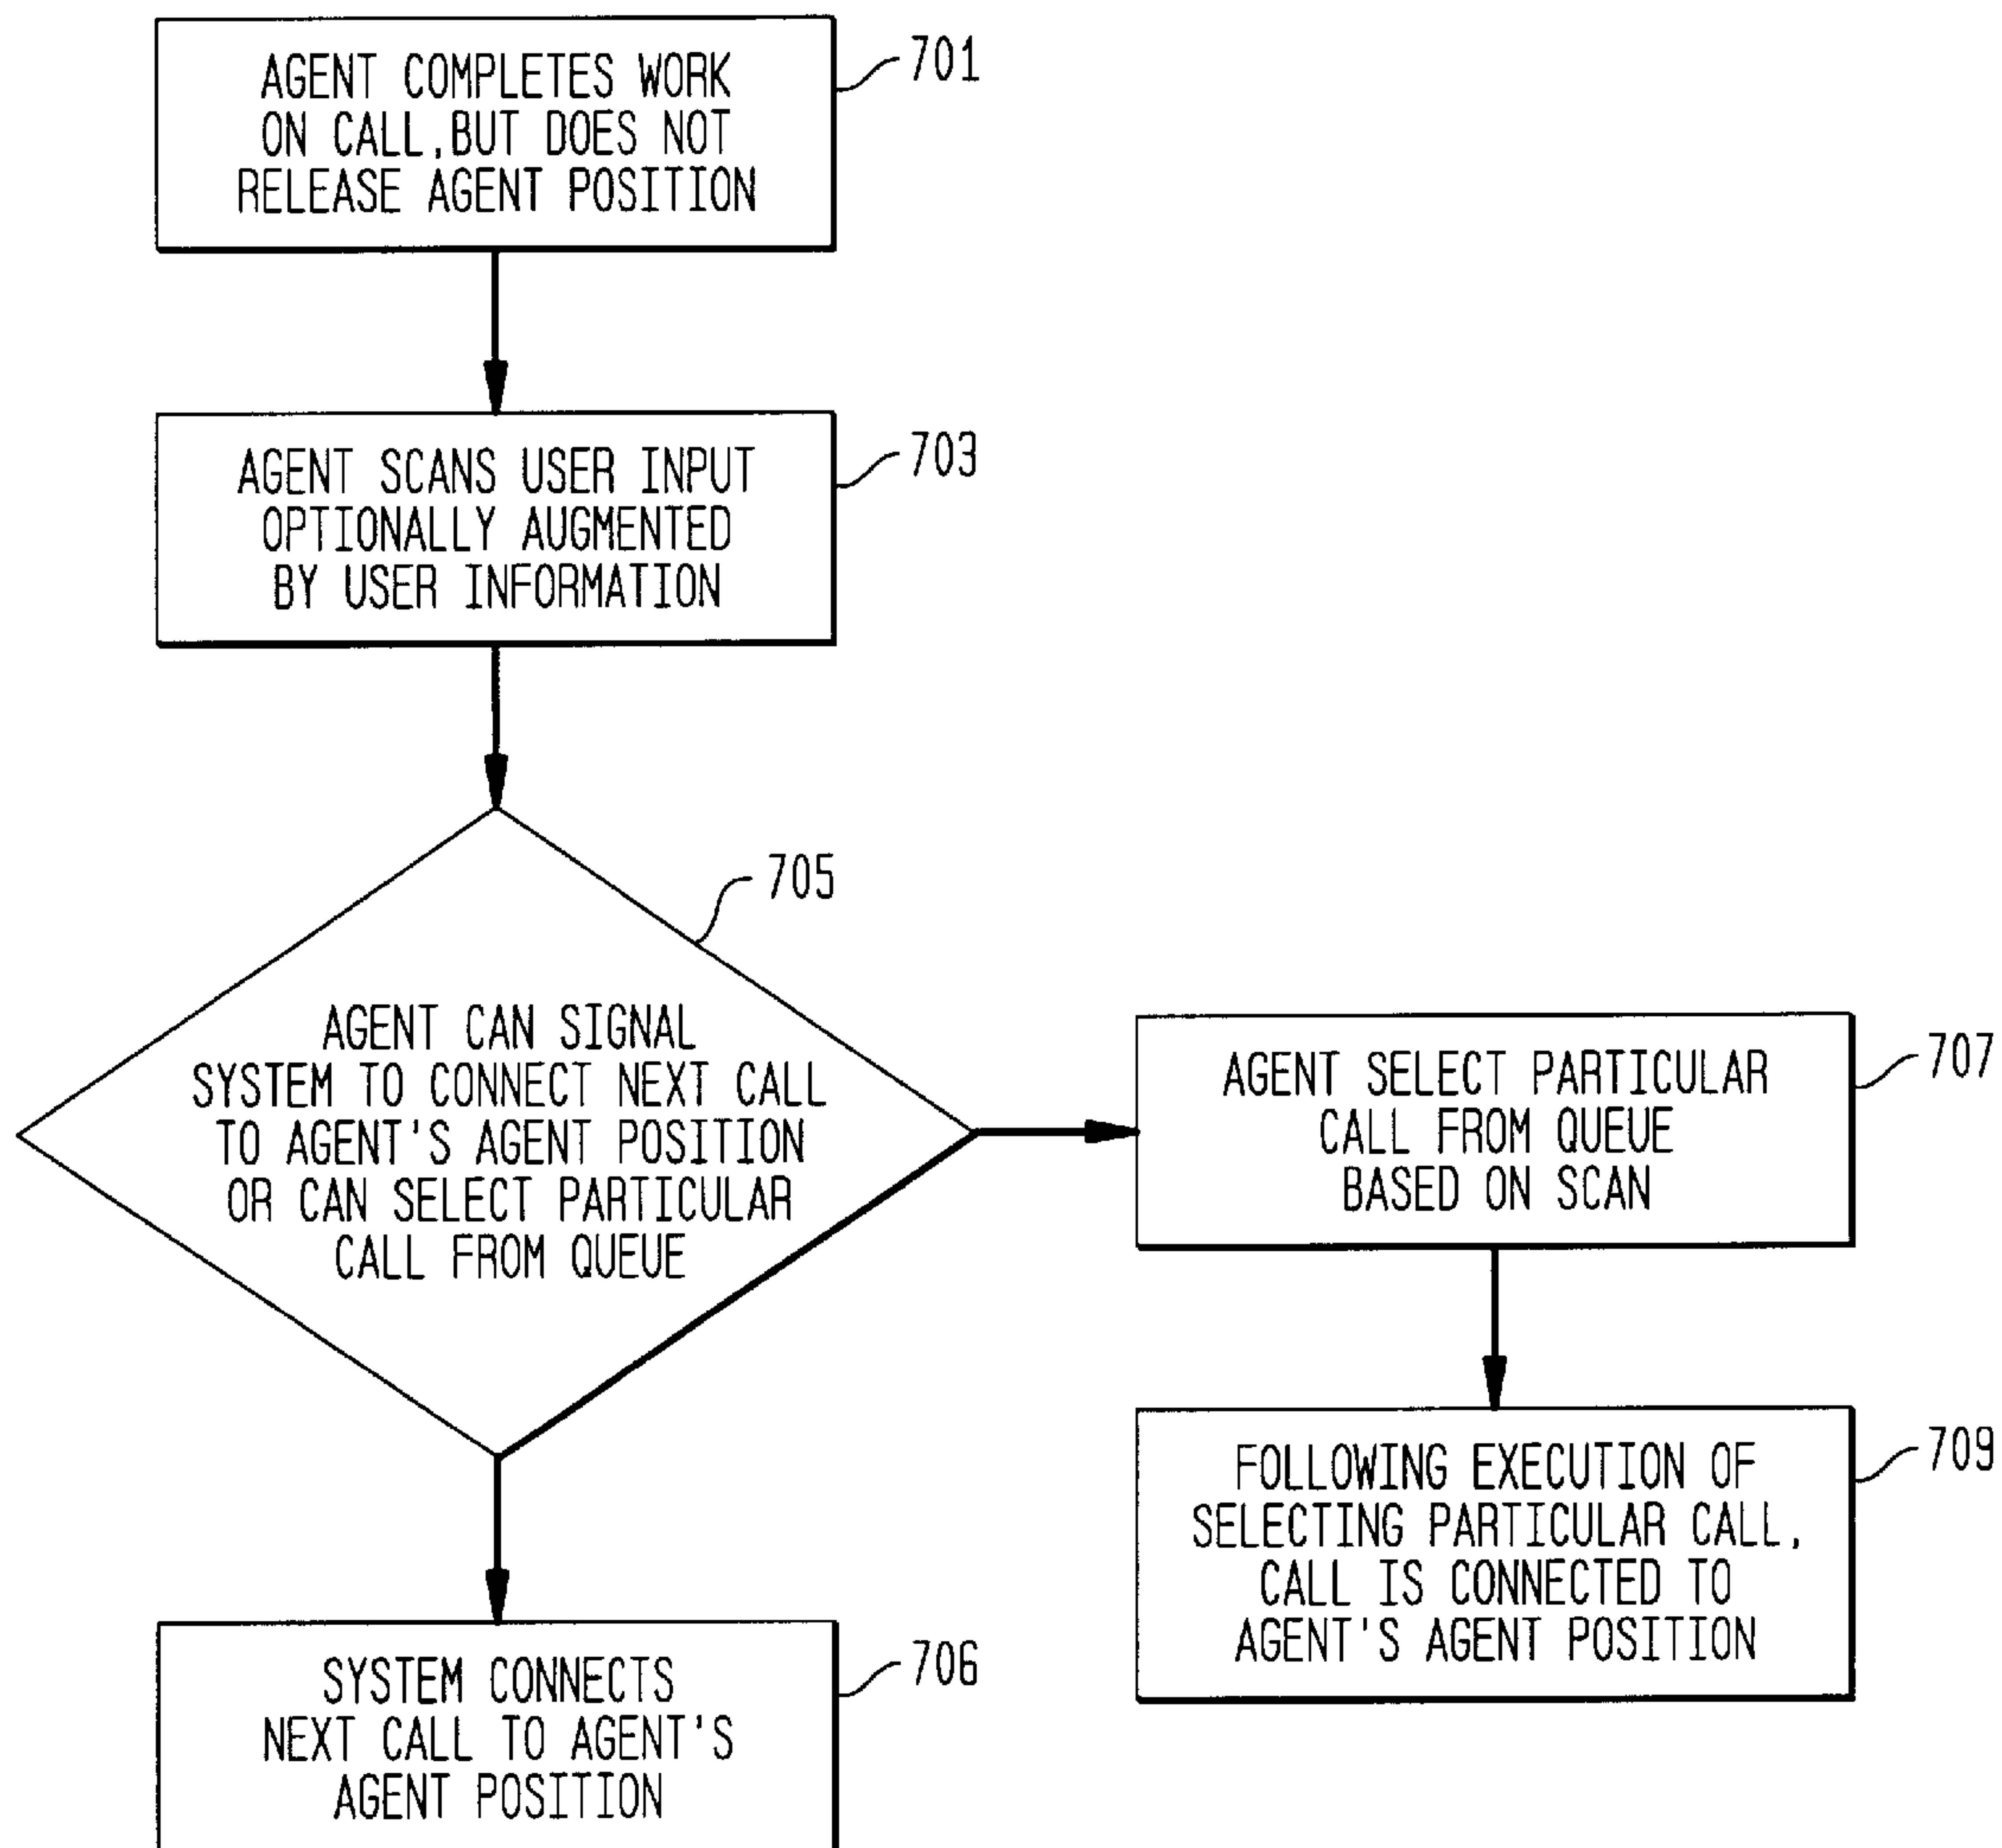 AGENT COMPLETES WORK
ON CALL, BUT DOES NOT
RELEASE AGENT POSITION
701
AGENT SCANS USER INPUT
OPTIONALLY AUGMENTED
BY USER INFORMATION
703
705
AGENT CAN SIGNAL
SYSTEM TO CONNECT NEXT CALL
TO AGENT'S AGENT POSITION
OR CAN SELECT PARTICULAR
CALL FROM QUEUE
AGENT SELECT PARTICULAR
CALL FROM QUEUE
BASED ON SCAN
707
FOLLOWING EXECUTION OF
SELECTING PARTICULAR CALL,
CALL IS CONNECTED TO
AGENT'S AGENT POSITION
709
SYSTEM CONNECTS
NEXT CALL TO AGENT'S
AGENT POSITION
706